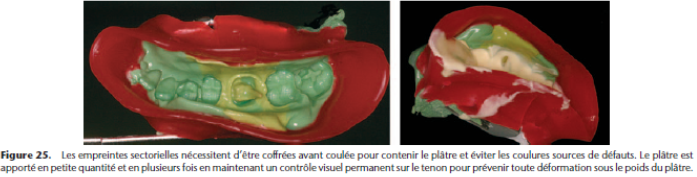 Figure 25. Les empreintes sectorielles nécessitent d'être coffrées avant coulée pour contenir le plâtre et éviter les coulures sources de défauts. Le plâtre est
apporté en petite quantité et en plusieurs fois en maintenant un contrôle visuel permanent sur le tenon pour prévenir toute déformation sous le poids du plâtre.